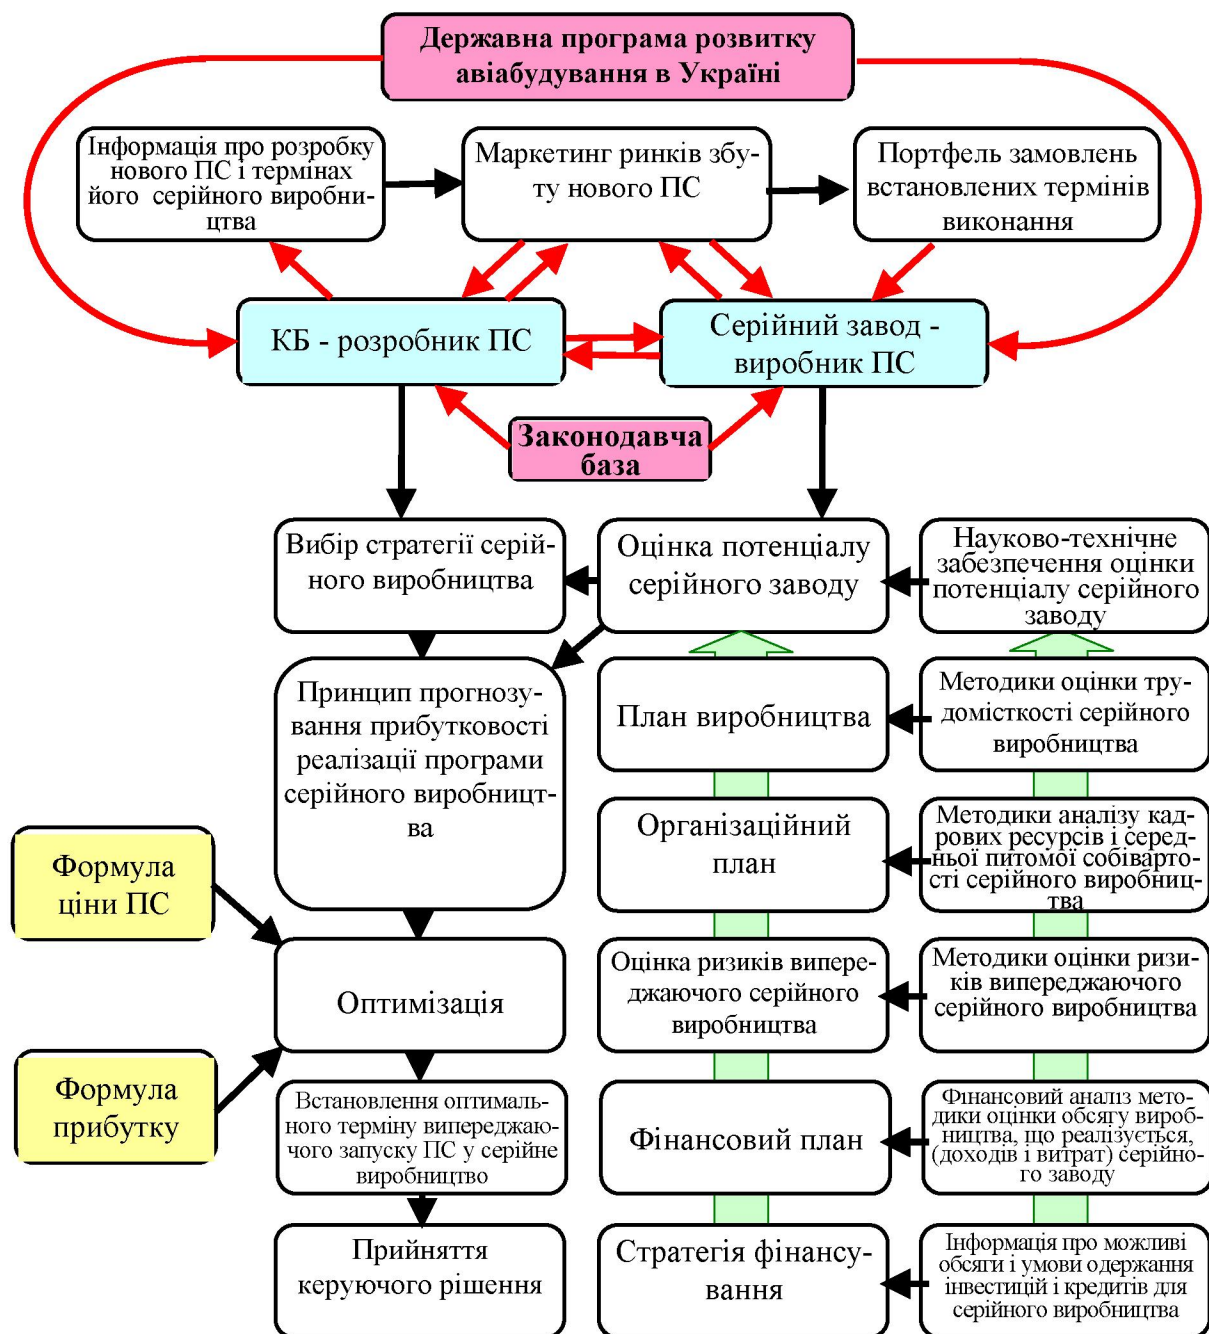 Державна програма розвитку
авіабудування в Україні
Інформація про розробку
нового ПС і термінах
його серійного виробни-
цтва
Маркетинг ринків збу-
ту нового ПС
Портфель замовлень
встановлених термінів
виконання
КБ - розробник ПС
Серійний завод -
виробник ПС
Законодавча
база
Вибір стратегії серій-
ного виробництва
Оцінка потенціалу
серійного заводу
Науково-технічне
забезпечення оцінки
потенціалу серійного
заводу
Принцип прогнозу-
вання прибутковості
реалізації програми
серійного виробницт-
ва
План виробництва
Методики оцінки тру-
домісткості серійного
виробництва
Організаційний
план
Методики аналізу кад-
рових ресурсів і серед-
ньої питомої собіварто-
сті серійного виробниц-
тва
Формула
ціни ПС
Оптимізація
Оцінка ризиків випере-
джаючого серійного
виробництва
Методики оцінки ризи-
ків випереджаючого
серійного виробництва
Формула
прибутку
Встановлення оптималь-
ного терміну випереджаю-
чого запуску ПС у серійне
виробництво
Фінансовий план
Фінансовий аналіз мето-
дики оцінки обсягу вироб-
ництва, що реалізується,
(доходів і витрат) серійно-
го заводу
Прийняття
керуючого рішення
Стратегія фінансу-
вання
Інформація про можливі
обсяги і умови одержання
інвестицій і кредитів для
серійного виробництва